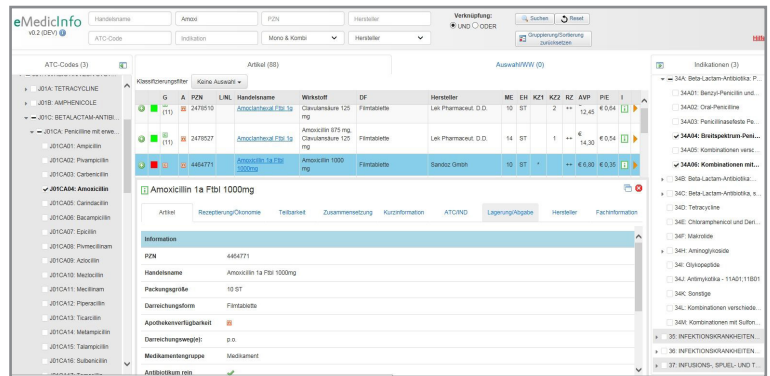 eMedicInfo
v0.2 (DEV)
Handelsname
Amoxi
PZN
Hersteller
Verknüpfung:
UND ODER
Suchen
Reset
ATC-Code
Indikation
Mono & Kombi
Hersteller
Gruppierung/Sortierung
zurücksetzen
Hilfe
ATC-Codes (3)
J01A: TETRACYCLINE
J01B: AMPHENICOLE
J01C: BETALACTAM-ANTIBI...
J01CA: Penicilline mit erwe...
J01CA01: Ampicillin
J01CA02: Pivampicillin
J01CA03: Carbenicillin
J01CA04: Amoxicillin
J01CA05: Carindacillin
J01CA06: Bacampicillin
J01CA07: Epicillin
J01CA08: Pivmecillinam
J01CA09: Azlocillin
J01CA10: Mezlocillin
J01CA11: Mecillinam
J01CA12: Piperacillin
J01CA13: Ticarcillin
J01CA14: Metampicillin
J01CA15: Talampicillin
J01CA16: Sulbenicillin
Artikel (88)
Auswahl/WW (0)
Klassifizierungsfilter Keine Auswahl
G A PZN L/NL Handelsname Wirkstoff DF Hersteller ME EH KZ1 KZ2 RZ AVP P/E I
(11) 2478510 Amoclanhexal Ftbl 1g Clavulansäure 125 mg Filmtablette Lek Pharmaceut. D.D. 10 ST 2 ↔ 12,45 € 0,64
(11) 2478527 Amoclanhexal Ftbl 1g Amoxicillin 875 mg, Clavulansäure 125 mg Filmtablette Lek Pharmaceut. D.D. 14 ST 1 ↔ € 14,30 € 0,54
4464771 Amoxicillin 1a Ftbl 1000mg Amoxicillin 1000 mg Filmtablette Sandoz Gmbh 10 ST * ↔ € 6,80 € 0,35
Amoxicillin 1a Ftbl 1000mg
Artikel
Rezeptierung/Ökonomie
Teilbarkeit
Zusammensetzung
Kurzinformation
ATC/IND
Lagerung/Abgabe
Hersteller
Fachinformation
Information
PZN 4464771
Handelsname Amoxicillin 1a Ftbl 1000mg
Packungsgröße 10 ST
Darreichungsform Filmtablette
Apothekenverfügbarkeit
Darreichungsweg(e): p.o.
Medikamentengruppe Medikament
Antibiotikum rein
Indikationen (3)
34A: Beta-Lactam-Antibiotika: P...
34A01: Benzyl-Penicillin und...
34A02: Oral-Penicilline
34A03: Penicillinasefeste Pe...
34A04: Breitspektrum-Peni...
34A05: Kombinationen versc...
34A06: Kombinationen mit...
34B: Beta-Lactam-Antibiotika:...
34C: Beta-Lactam-Antibiotika, s...
34D: Tetracycline
34E: Chloramphenicol und Deri...
34F: Makrolide
34H: Aminoglykoside
34I: Glykopeptide
34J: Antimykotika - 11A01;11B01
34K: Sonstige
34L: Kombinationen verschiede...
34M: Kombinationen mit Sulfon...
35: INFEKTIONSKRANKHEITEN...
36: INFEKTIONSKRANKHEITEN...
37: INFUSIONS-, SPUEL- UND T...